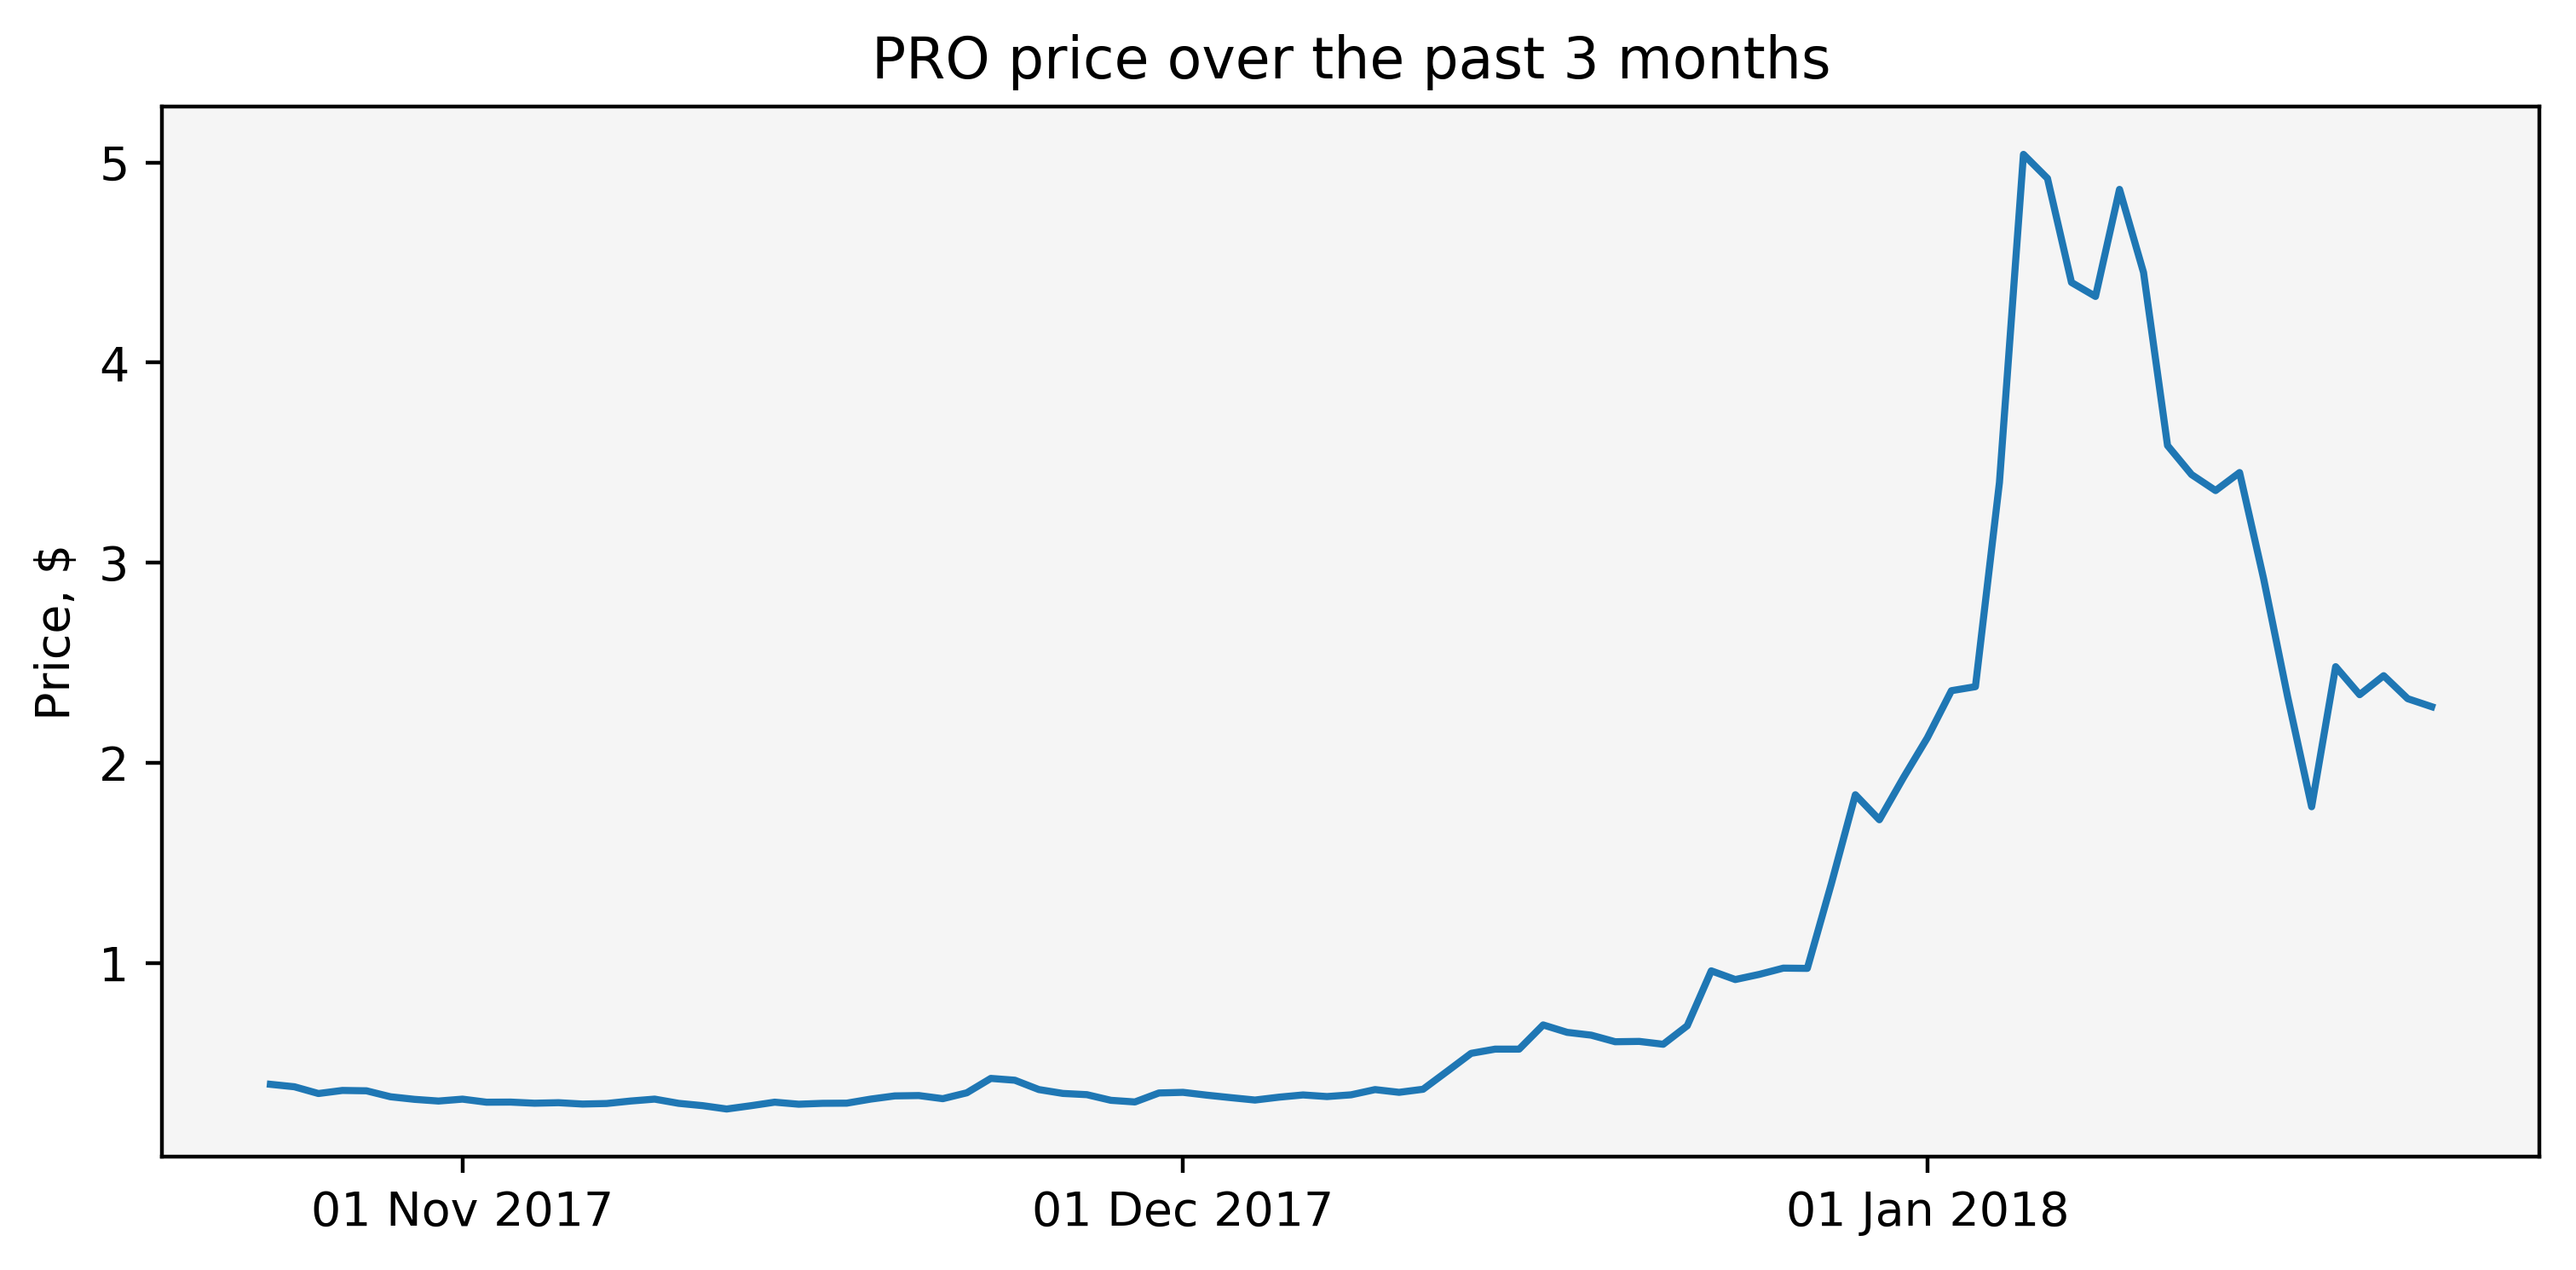 PRO price over the past 3 months
Price, $
5
4
3
2
1
01 Nov 2017
01 Dec 2017
01 Jan 2018